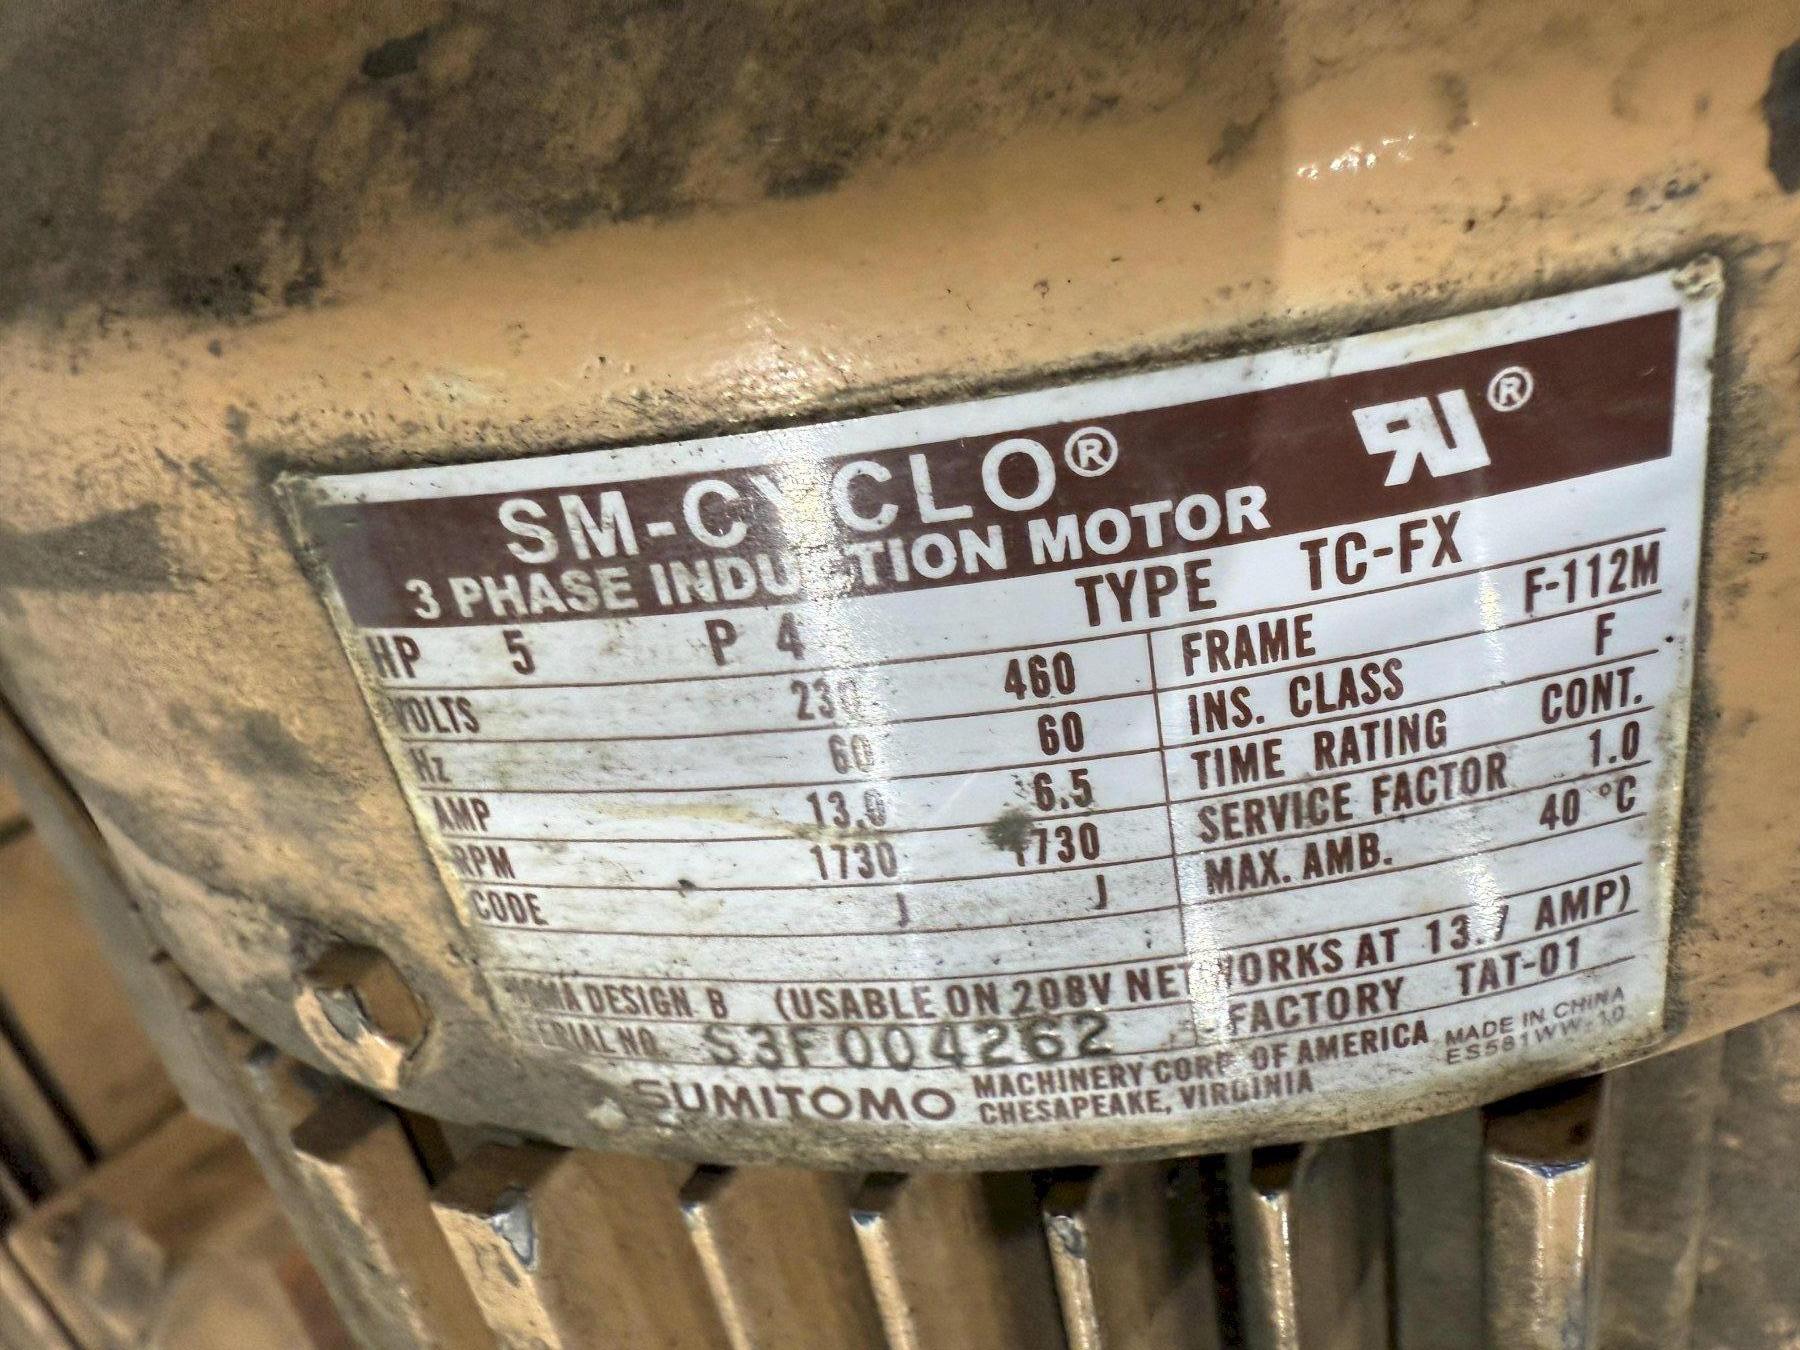 SM-CYCLO®
3 PHASE INDUCTION MOTOR
RU ®
HP 5 P 4 TYPE TC-FX
VOLTS 230 460
Hz 60 60
AMP 13.0 6.5
RPM 1730 1730
CODE J J
FRAME F-112M
INS. CLASS F
TIME RATING CONT.
SERVICE FACTOR 1.0
MAX. AMB. 40 °C
NEMA DESIGN B (USABLE ON 208V NETWORKS AT 13.7 AMP)
SERIAL NO. S3F004262 FACTORY TAT-01
SUMITOMO MACHINERY CORP OF AMERICA
CHESAPEAKE, VIRGINIA
MADE IN CHINA
ES581WW-10